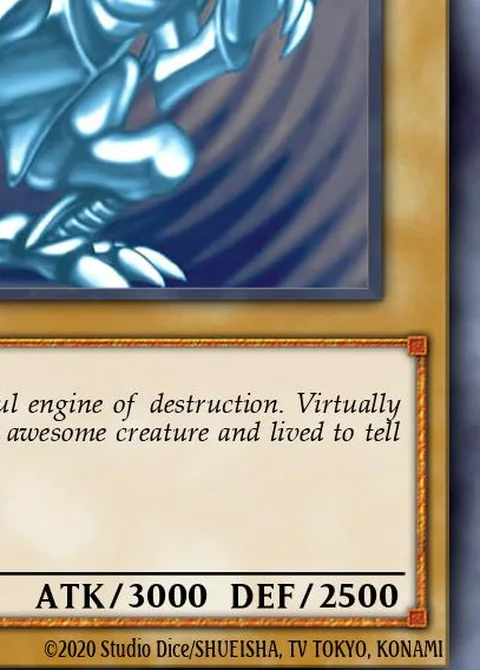 ul engine of destruction. Virtually
awesome creature and lived to tell
ATK/3000 DEF/2500
©2020 Studio Dice/SHUEISHA, TV TOKYO, KONAMI